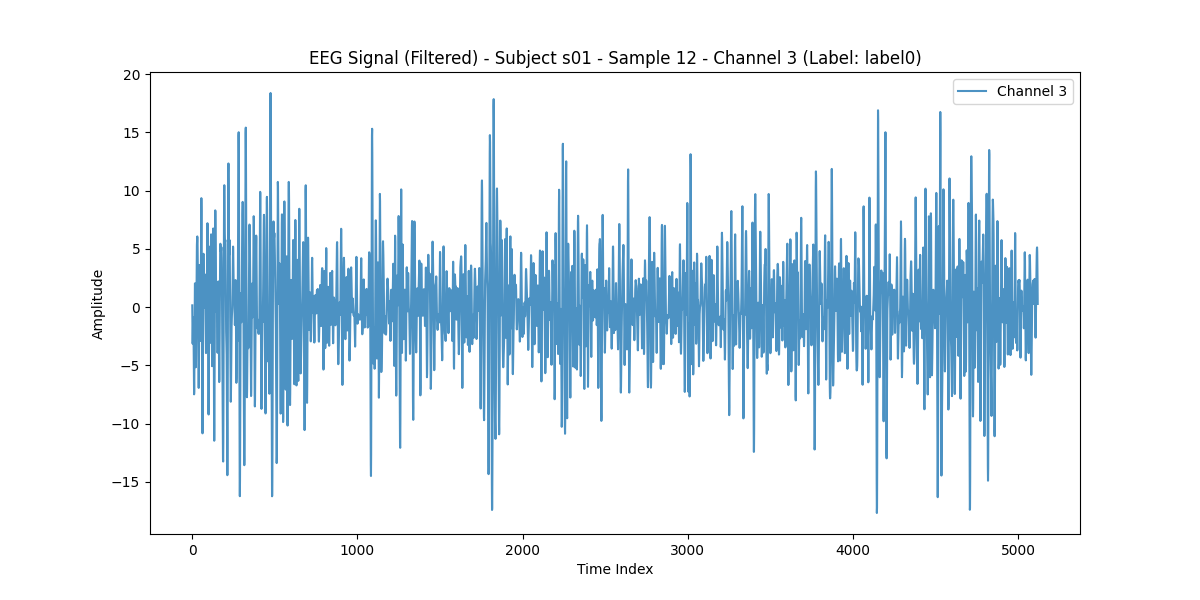 EEG Signal (Filtered) - Subject s01 - Sample 12 - Channel 3 (Label: label0)
Channel 3
20
15
10
5
0
−5
−10
−15
Amplitude
0 1000 2000 3000 4000 5000
Time Index